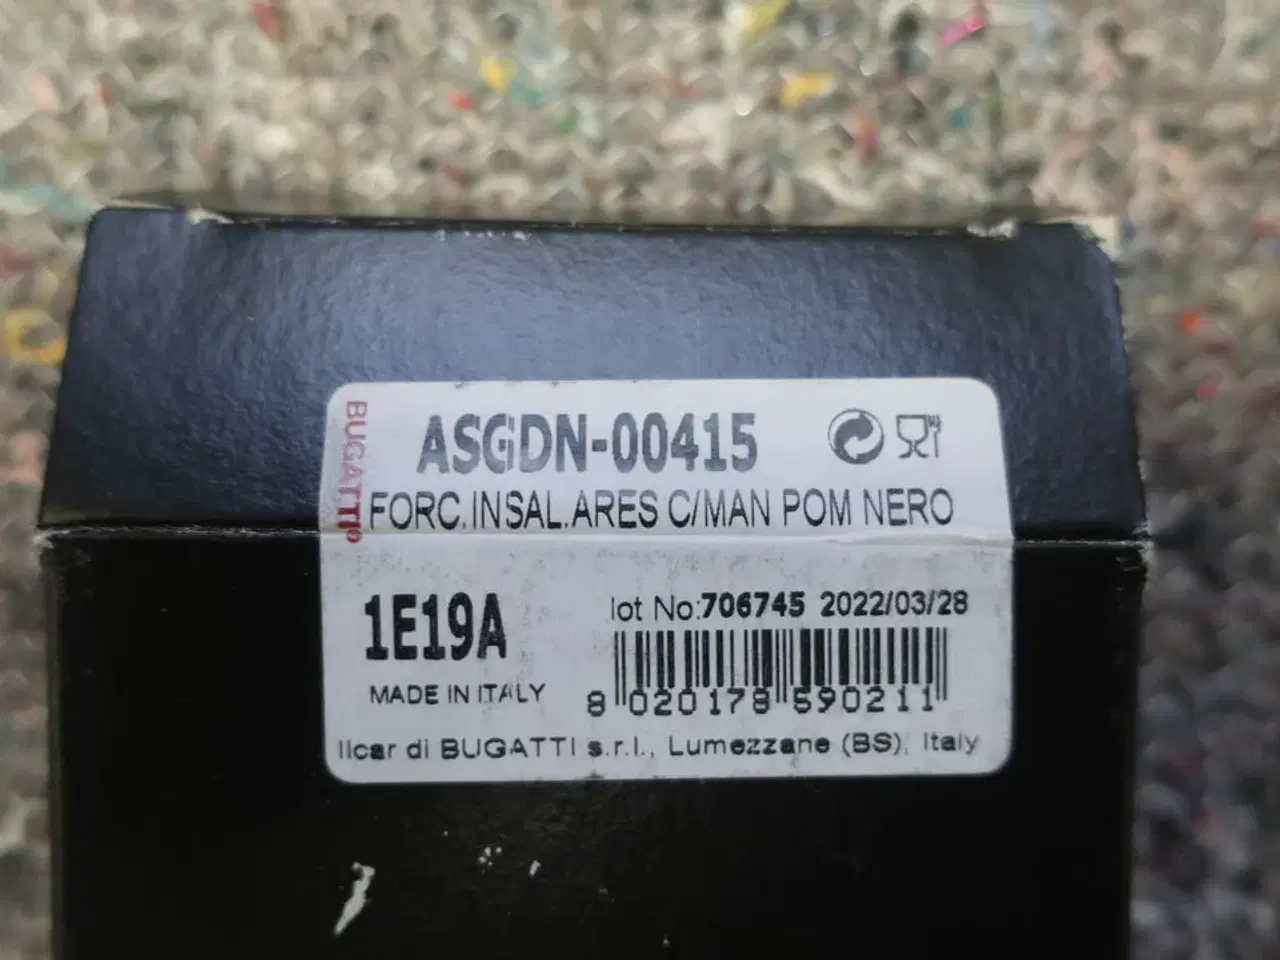 BUGATTI
ASGDN-00415
FORC.INSAL.ARES C/MAN POM NERO
1E19A
lot No:706745 2022/03/28
MADE IN ITALY
8 020178 590211
Ilcar di BUGATTI s.r.l., Lumezzane (BS), Italy